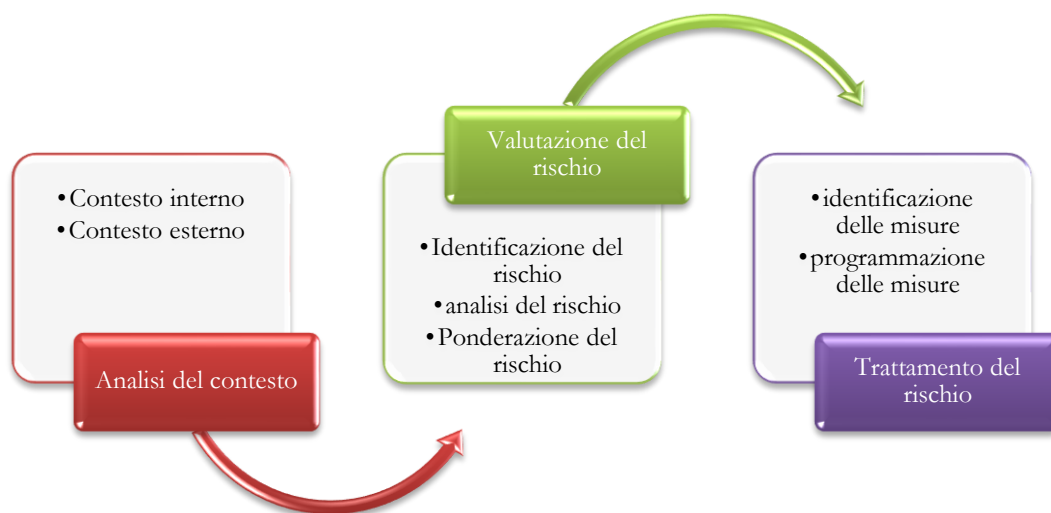 •Contesto interno
•Contesto esterno
Analisi del contesto
Valutazione del
rischio
•Identificazione del
rischio
•analisi del rischio
•Ponderazione del
rischio
•identificazione
delle misure
•programmazione
delle misure
Trattamento del
rischio